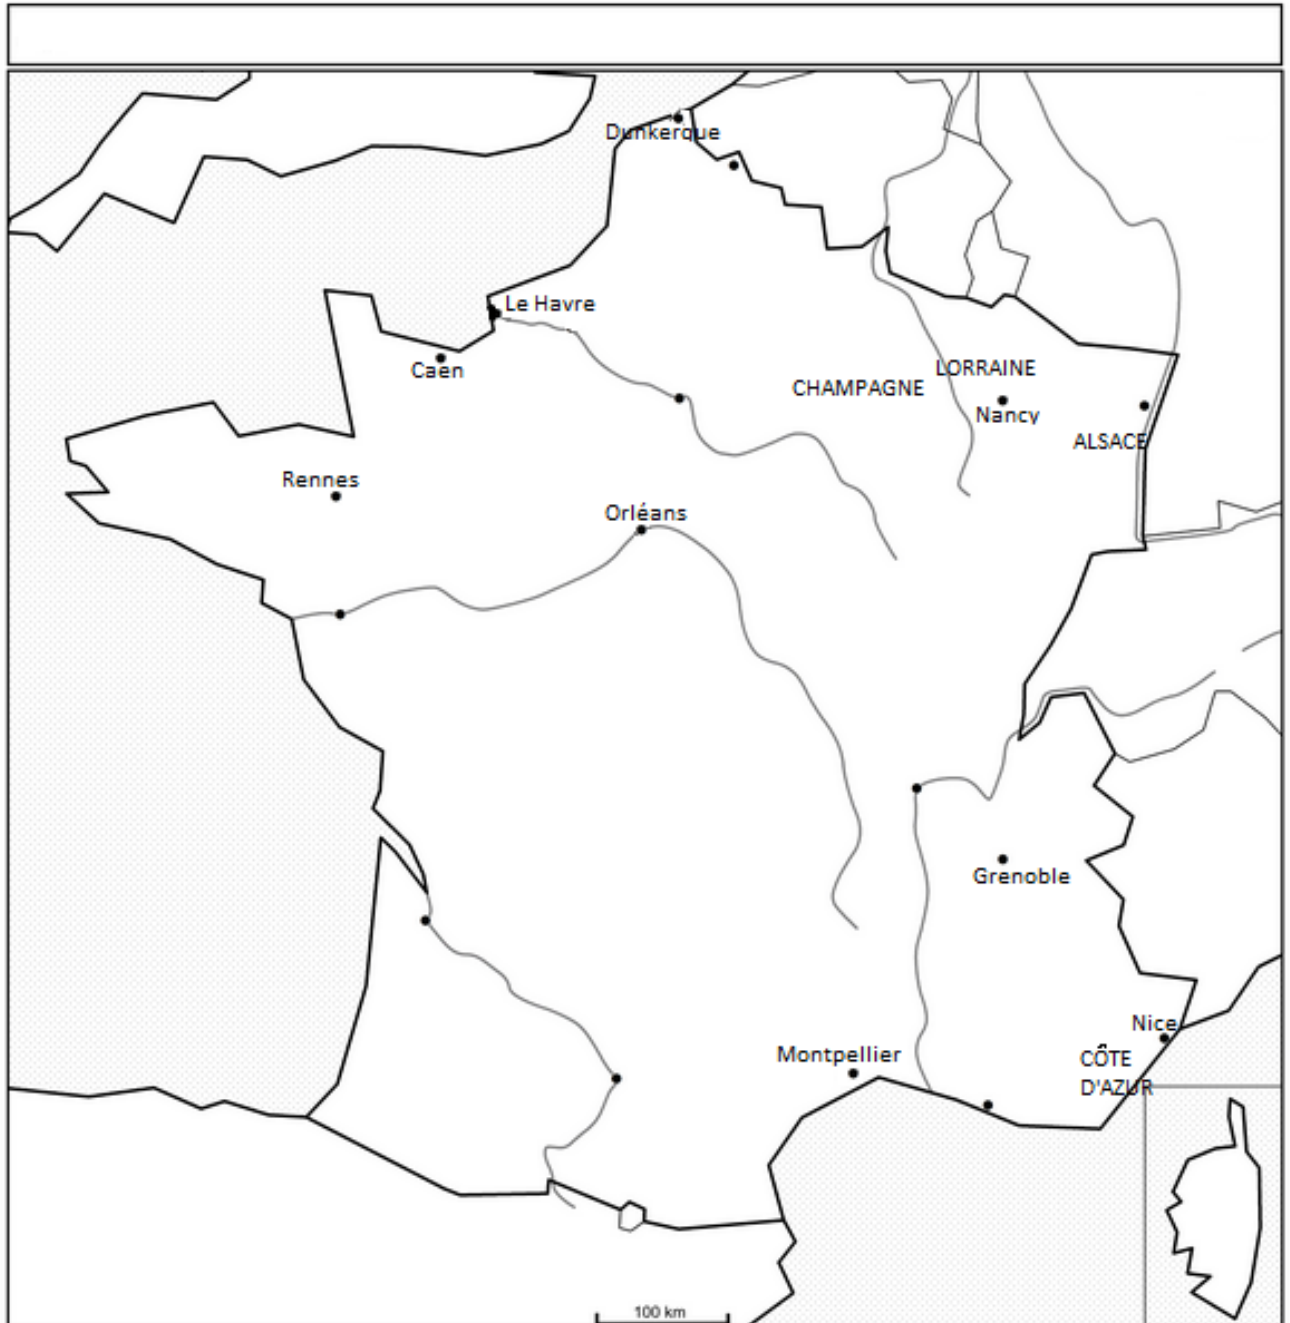 Dunkerque
Le Havre
Caen
LORRAINE
CHAMPAGNE
Nancy
ALSACE
Rennes
Orléans
Grenoble
Nice
Montpellier
CÔTE
D'AZUR
100 km